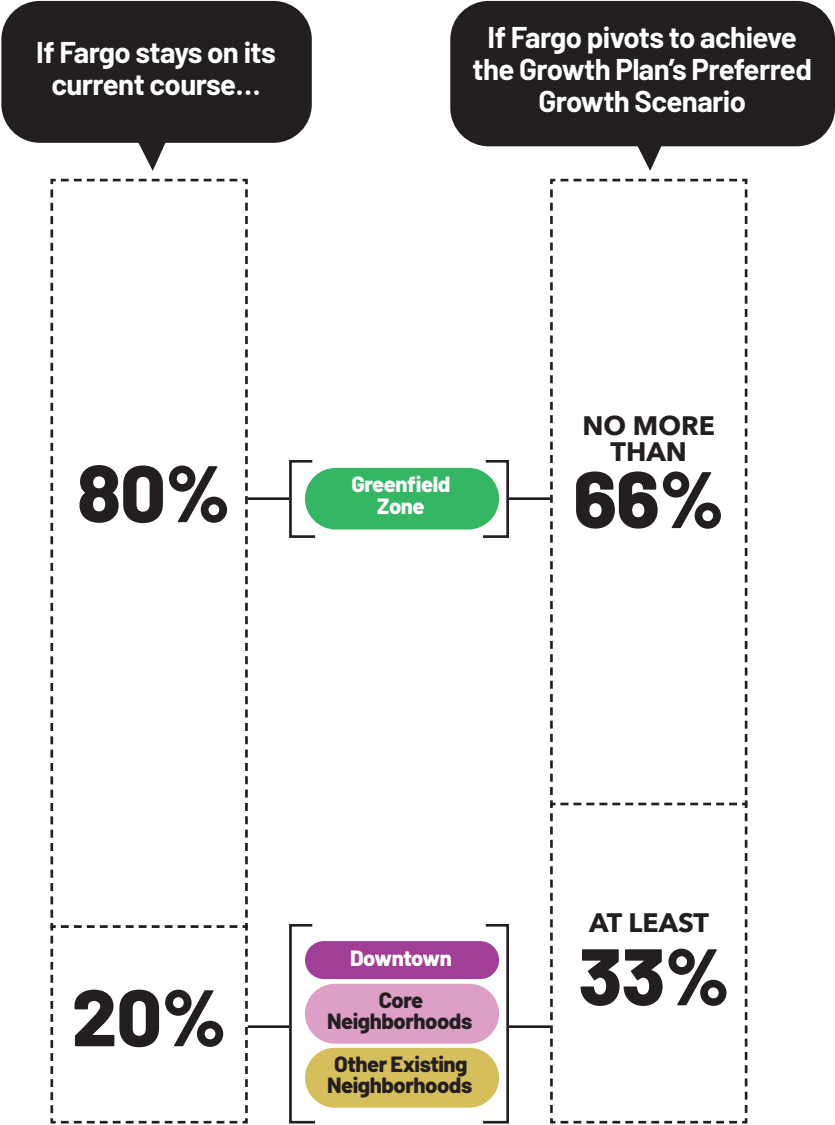 If Fargo stays on its
current course…
If Fargo pivots to achieve
the Growth Plan's Preferred
Growth Scenario
80%
Greenfield
Zone
NO MORE
THAN
66%
20%
Downtown
Core
Neighborhoods
Other Existing
Neighborhoods
AT LEAST
33%